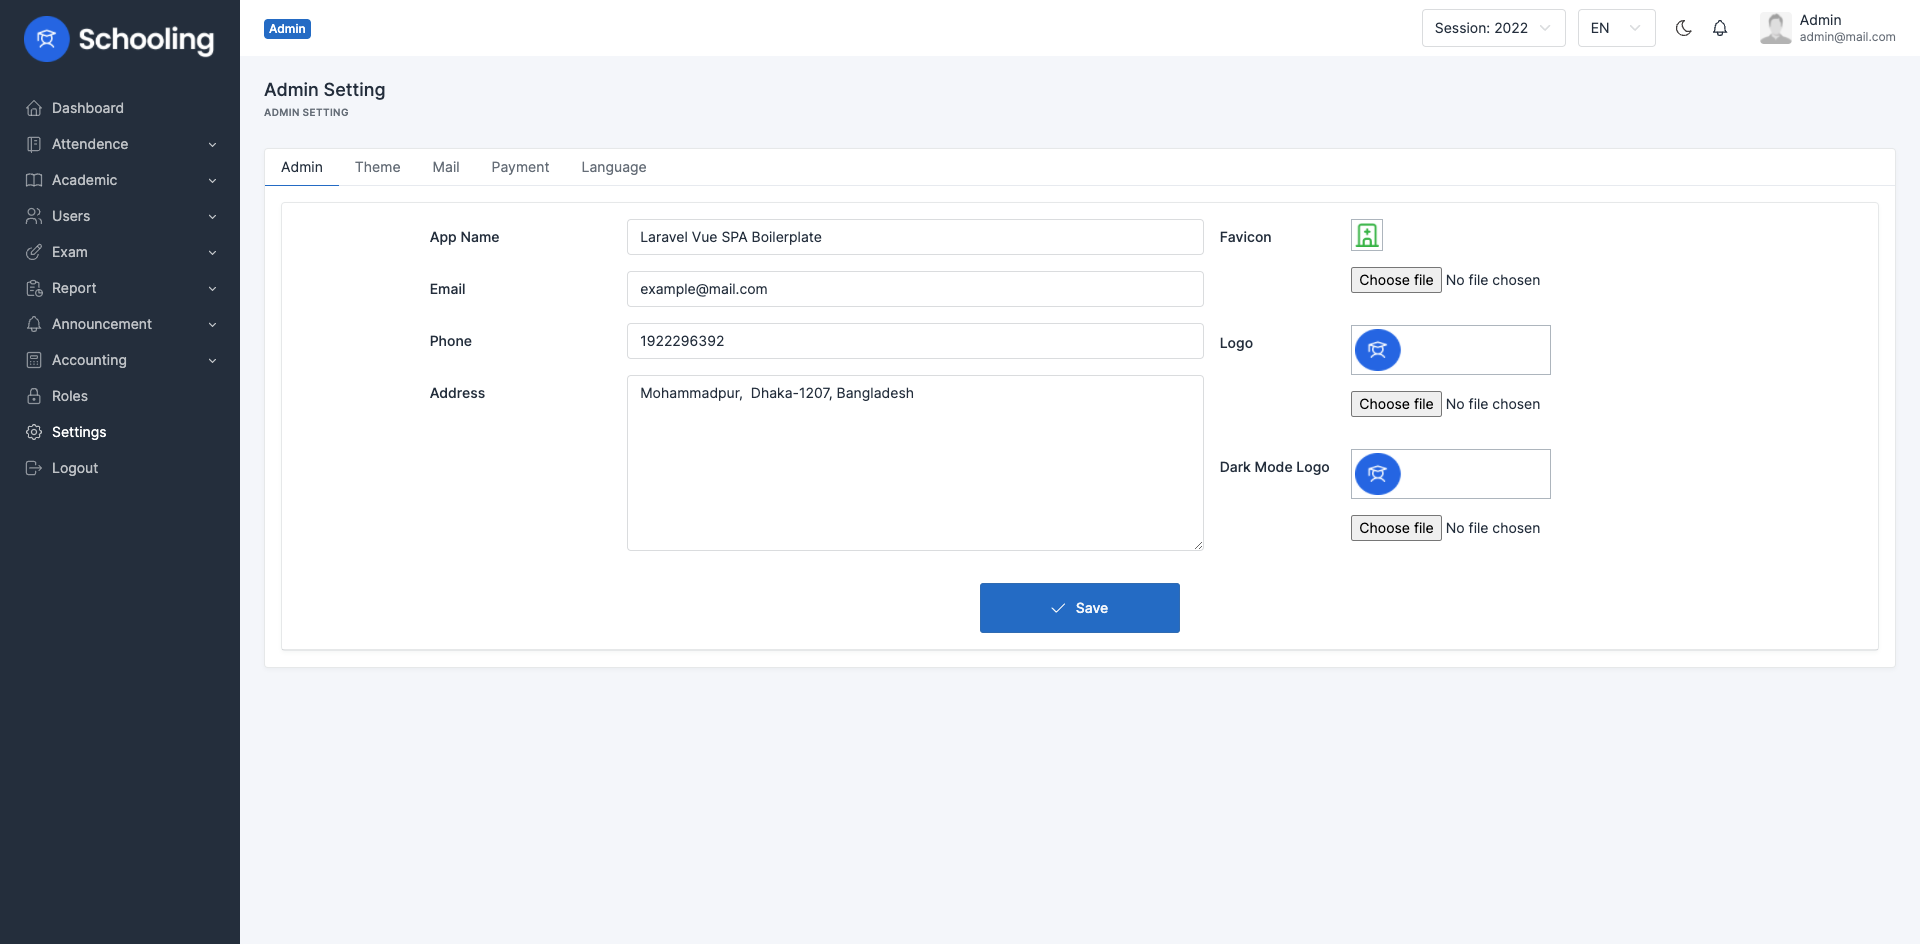 Schooling
Dashboard
Attendence
Academic
Users
Exam
Report
Announcement
Accounting
Roles
Settings
Logout
Admin
Session: 2022
EN
Admin
admin@mail.com
Admin Setting
ADMIN SETTING
Admin Theme Mail Payment Language
App Name
Laravel Vue SPA Boilerplate
Email
example@mail.com
Phone
1922296392
Address
Mohammadpur,  Dhaka-1207, Bangladesh
Favicon
Choose file No file chosen
Logo
Choose file No file chosen
Dark Mode Logo
Choose file No file chosen
Save